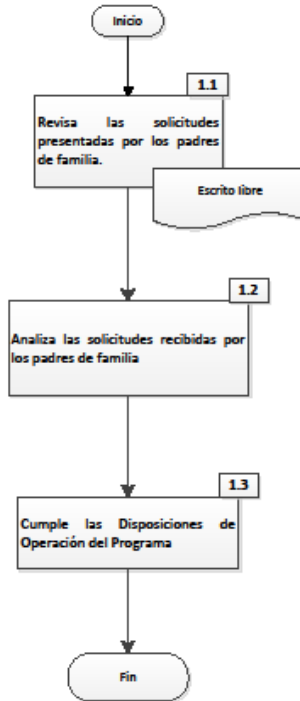 Inicio
1.1
Revisa las solicitudes
presentadas por los padres
de familia.
Escrito libre
1.2
Analiza las solicitudes recibidas por
los padres de familia
1.3
Cumple las Disposiciones de
Operación del Programa
Fin